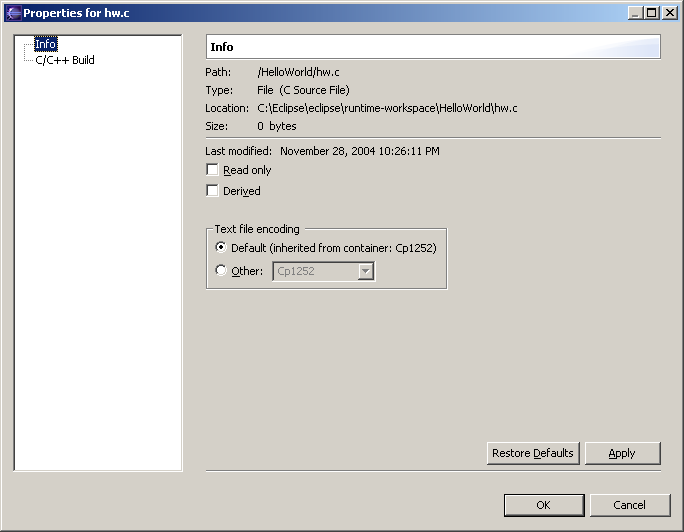 Properties for hw.c
Info
C/C++ Build
Info
Path: /HelloWorld/hw.c
Type: File (C Source File)
Location: C:\Eclipse\eclipse\runtime-workspace\HelloWorld\hw.c
Size: 0 bytes
Last modified: November 28, 2004 10:26:11 PM
Read only
Derived
Text file encoding
Default (inherited from container: Cp1252)
Other: Cp1252
Restore Defaults Apply
OK Cancel